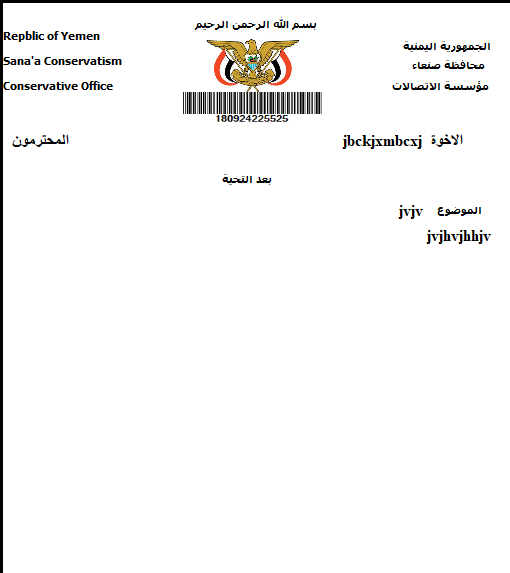 بسم الله الرحمن الرحيم
Repblic of Yemen
الجمهورية اليمنية
Sana'a Conservatism
محافظة صنعاء
Conservative Office
مؤسسة الاتصالات
180924225525
الاخوة jbckjxmbcxj المحترمون
بعد التحية
الموضوع jvjv
jvjhvjhhjv